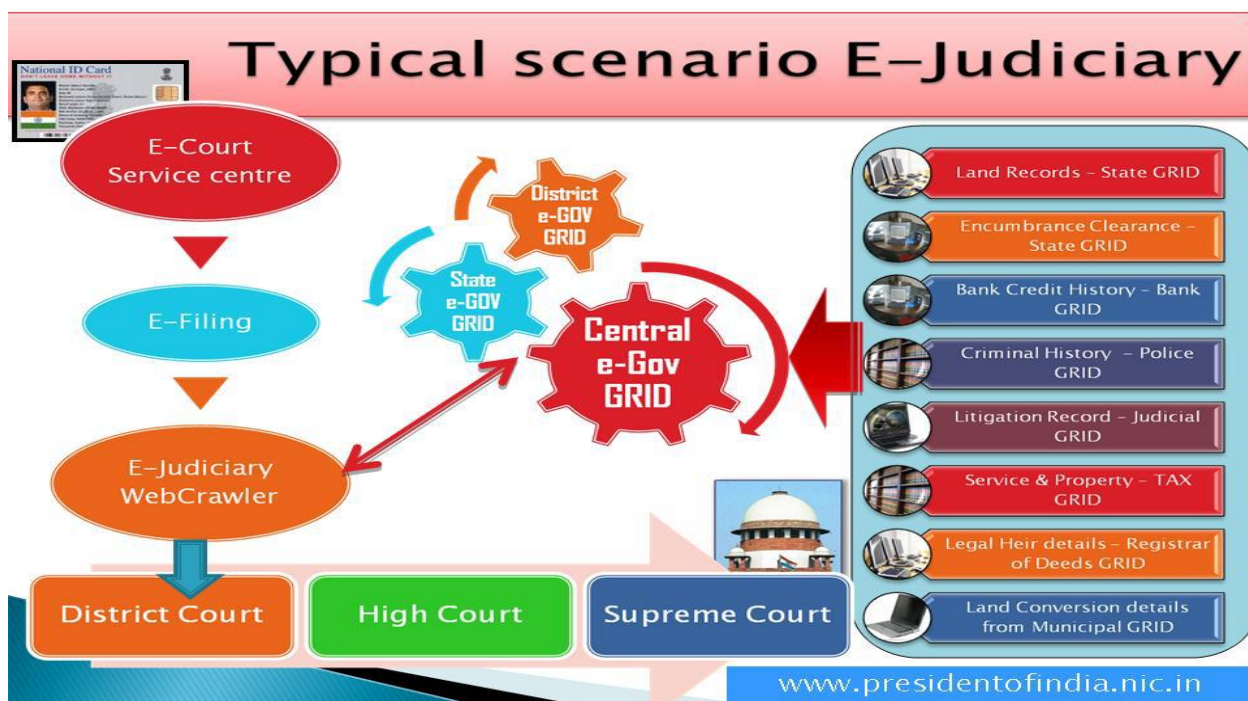 Typical scenario E-Judiciary
National ID Card
E-Court
Service centre
E-Filing
E-Judiciary
WebCrawler
District
e-GOV
GRID
State
e-GOV
GRID
Central
e-Gov
GRID
Land Records - State GRID
Encumbrance Clearance -
State GRID
Bank Credit History - Bank
GRID
Criminal History - Police
GRID
Litigation Record - Judicial
GRID
Service & Property - TAX
GRID
Legal Heir details - Registrar
of Deeds GRID
Land Conversion details
from Municipal GRID
District Court
High Court
Supreme Court
www.presidentofindia.nic.in